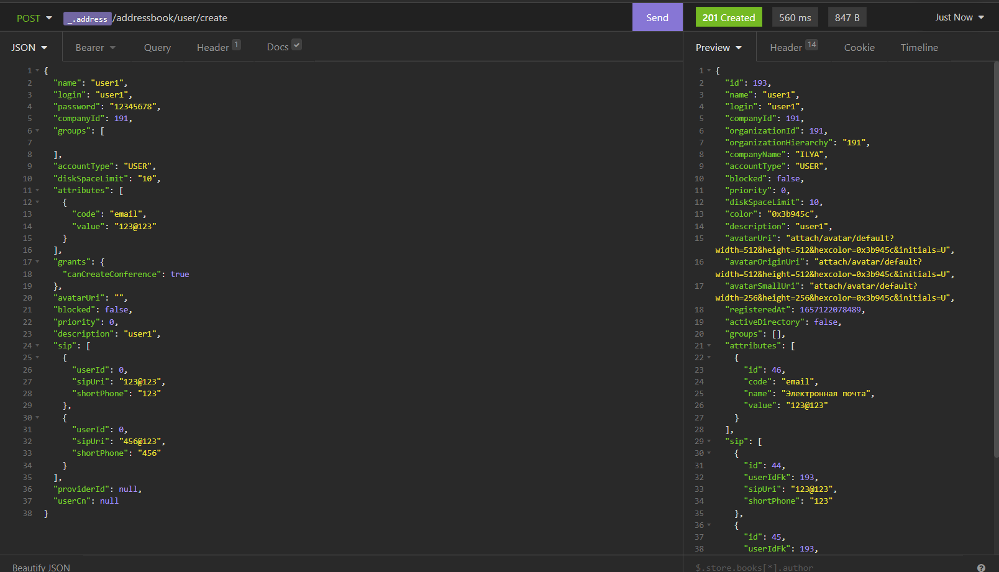 POST _.address/addressbook/user/create Send 201 Created 560 ms 847 B Just Now
JSON Bearer Query Header 1 Docs Preview Header 14 Cookie Timeline
1 {
2 "name": "user1",
3 "login": "user1",
4 "password": "12345678",
5 "companyId": 191,
6 "groups": [
7
8 ],
9 "accountType": "USER",
10 "diskSpaceLimit": "10",
11 "attributes": [
12 {
13 "code": "email",
14 "value": "123@123"
15 }
16 ],
17 "grants": {
18 "canCreateConference": true
19 },
20 "avatarUri": "",
21 "blocked": false,
22 "priority": 0,
23 "description": "user1",
24 "sip": [
25 {
26 "userId": 0,
27 "sipUri": "123@123",
28 "shortPhone": "123"
29 },
30 {
31 "userId": 0,
32 "sipUri": "456@123",
33 "shortPhone": "456"
34 }
35 ],
36 "providerId": null,
37 "userCn": null
38 }
Beautify JSON
1 {
2 "id": 193,
3 "name": "user1",
4 "login": "user1",
5 "companyId": 191,
6 "organizationId": 191,
7 "organizationHierarchy": "191",
8 "companyName": "ILYA",
9 "accountType": "USER",
10 "blocked": false,
11 "priority": 0,
12 "diskSpaceLimit": 10,
13 "color": "0x3b945c",
14 "description": "user1",
15 "avatarUri": "attach/avatar/default?
width=512&height=512&hexcolor=0x3b945c&initials=U",
16 "avatarOriginUri": "attach/avatar/default?
width=512&height=512&hexcolor=0x3b945c&initials=U",
17 "avatarSmallUri": "attach/avatar/default?
width=256&height=256&hexcolor=0x3b945c&initials=U",
18 "registeredAt": 1657122078489,
19 "activeDirectory": false,
20 "groups": [],
21 "attributes": [
22 {
23 "id": 46,
24 "code": "email",
25 "name": "Электронная почта",
26 "value": "123@123"
27 }
28 ],
29 "sip": [
30 {
31 "id": 44,
32 "userIdFk": 193,
33 "sipUri": "123@123",
34 "shortPhone": "123"
35 },
36 {
37 "id": 45,
38 "userIdFk": 193,
$.store.books[*].author ?